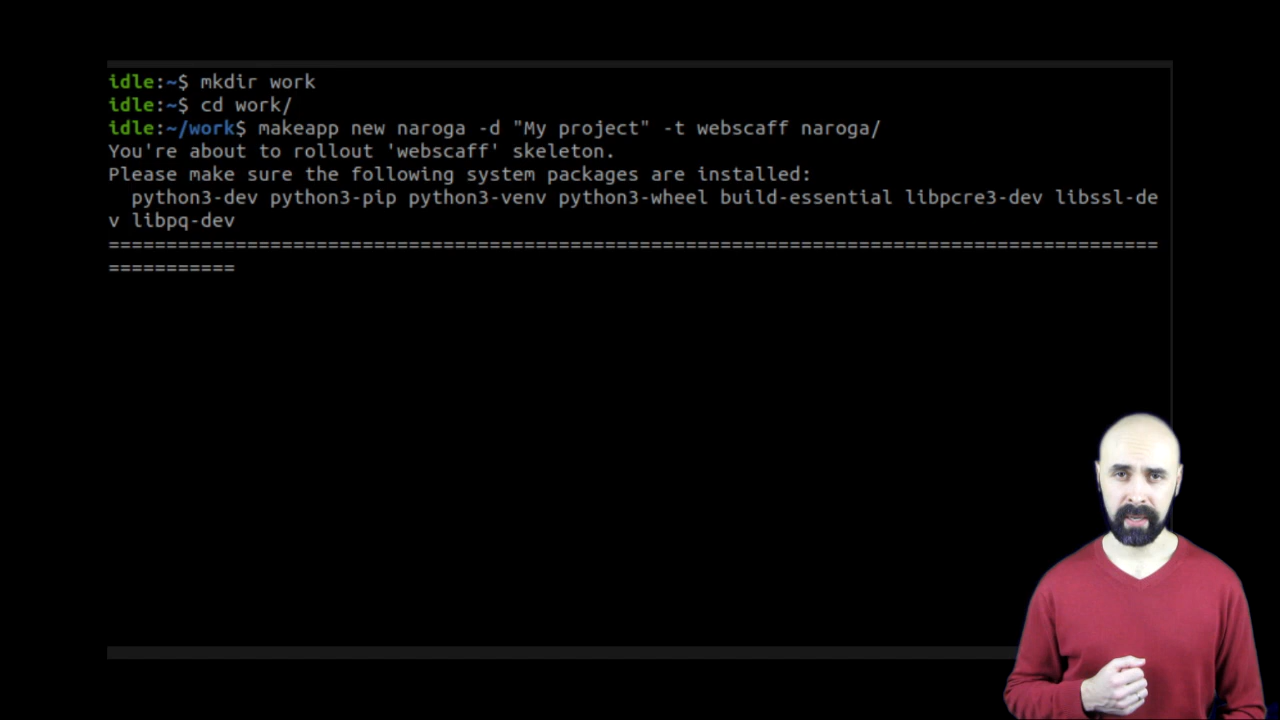 idle:~$ mkdir work
idle:~$ cd work/
idle:~/work$ makeapp new naroga -d "My project" -t webscaff naroga/
You're about to rollout 'webscaff' skeleton.
Please make sure the following system packages are installed:
  python3-dev python3-pip python3-venv python3-wheel build-essential libpcre3-dev libssl-de
v libpq-dev
===========================================================================================
===========